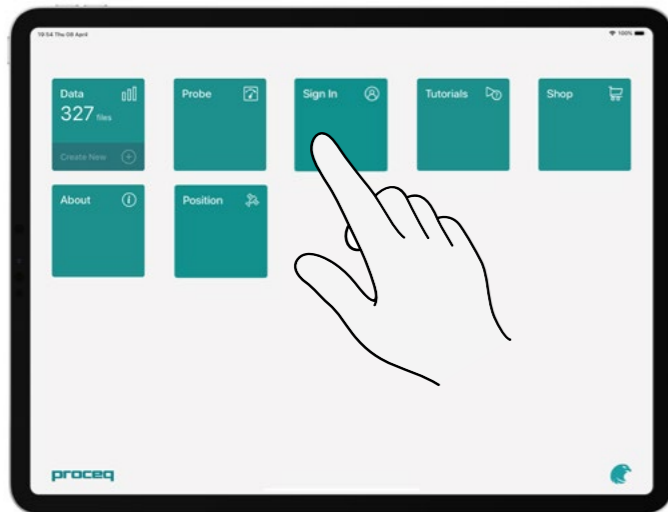 19:54 Thu 08 April
100%
Data
327 files
Create New
Probe
Sign In
Tutorials
Shop
About
Position
proceq